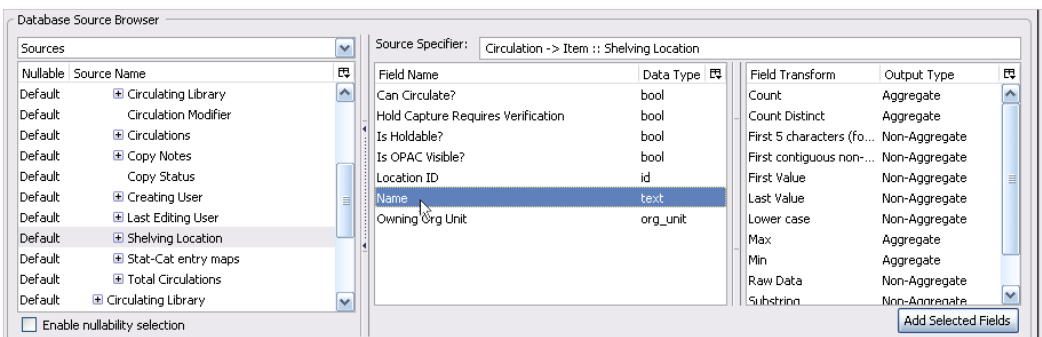 Database Source Browser
Sources
Nullable Source Name
Default Circulating Library
Default Circulation Modifier
Default Circulations
Default Copy Notes
Default Copy Status
Default Creating User
Default Last Editing User
Default Shelving Location
Default Stat-Cat entry maps
Default Total Circulations
Default Circulating Library
Enable nullability selection
Source Specifier: Circulation -> Item :: Shelving Location
Field Name Data Type
Can Circulate? bool
Hold Capture Requires Verification bool
Is Holdable? bool
Is OPAC Visible? bool
Location ID id
Name text
Owning Org Unit org_unit
Field Transform Output Type
Count Aggregate
Count Distinct Aggregate
First 5 characters (fo... Non-Aggregate
First contiguous non-... Non-Aggregate
First Value Non-Aggregate
Last Value Non-Aggregate
Lower case Non-Aggregate
Max Aggregate
Min Aggregate
Raw Data Non-Aggregate
Substring Non-Aggregate
Add Selected Fields